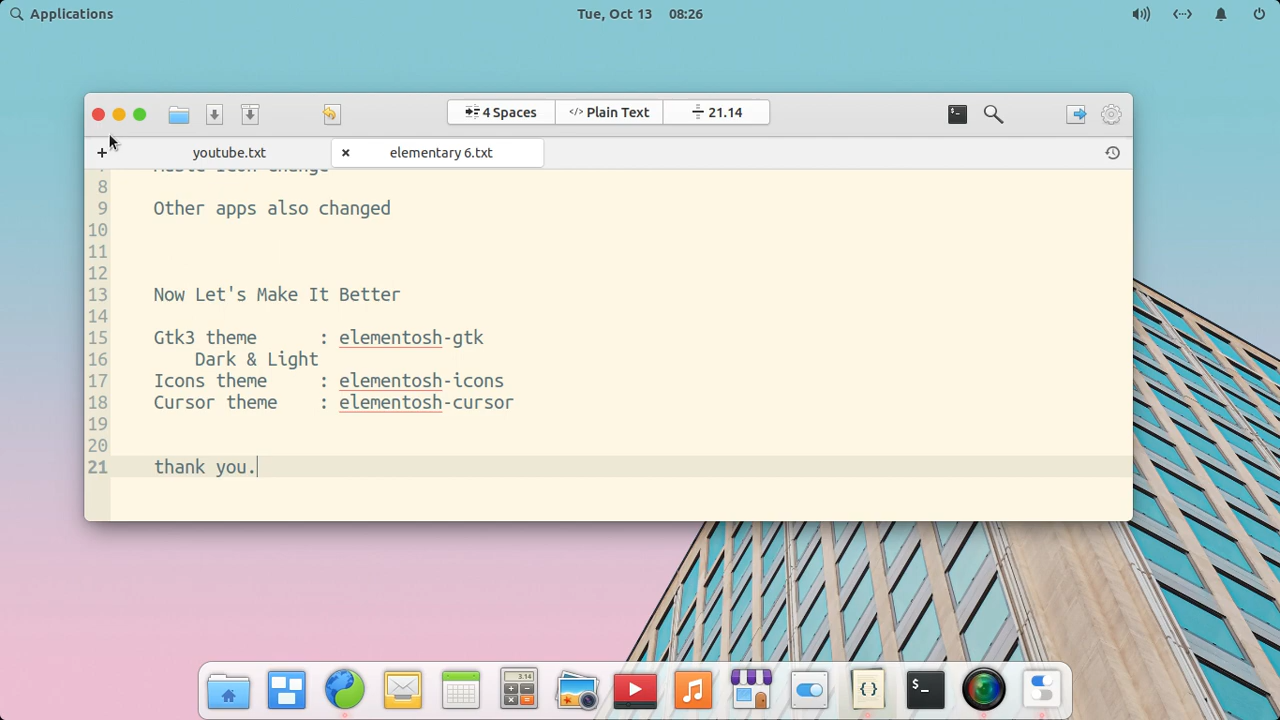 Applications
Tue, Oct 13 08:26
4 Spaces
</> Plain Text
21.14
youtube.txt
elementary 6.txt
7
8
9 Other apps also changed
10
11
12
13 Now Let's Make It Better
14
15 Gtk3 theme : elementosh-gtk
16 Dark & Light
17 Icons theme : elementosh-icons
18 Cursor theme : elementosh-cursor
19
20
21 thank you.
3.14
{}
$_